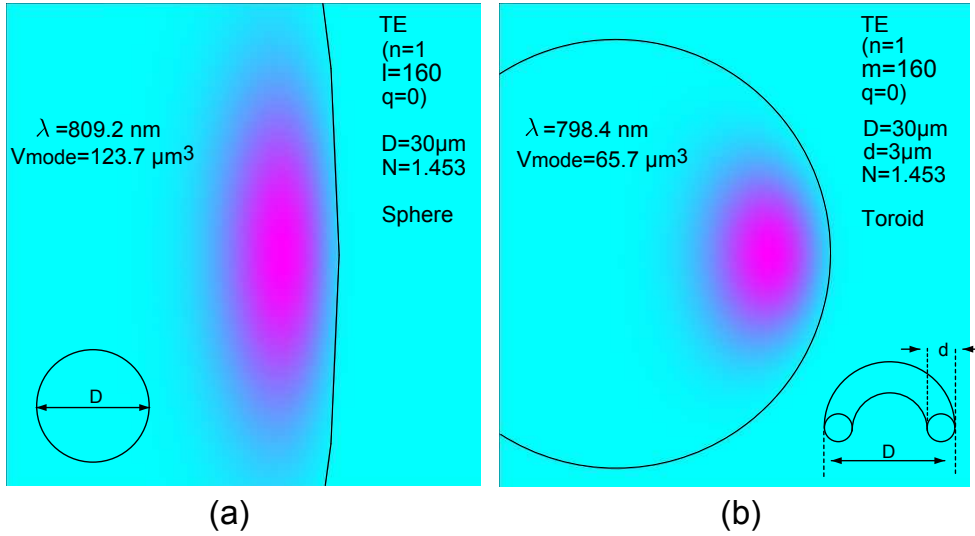 TE
(n=1
l=160
q=0)
λ =809.2 nm
Vmode=123.7 μm3
D=30μm
N=1.453
Sphere
D
(a)
TE
(n=1
m=160
q=0)
λ =798.4 nm
Vmode=65.7 μm3
D=30μm
d=3μm
N=1.453
Toroid
d
D
(b)